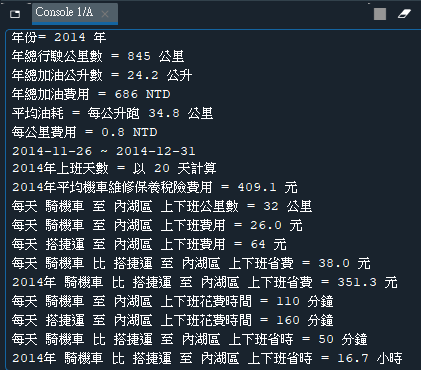 Console 1/A
年份= 2014 年
年總行駛公里數 = 845 公里
年總加油公升數 = 24.2 公升
年總加油費用 = 686 NTD
平均油耗 = 每公升跑 34.8 公里
每公里費用 = 0.8 NTD
2014-11-26 ~ 2014-12-31
2014年上班天數 = 以 20 天計算
2014年平均機車維修保養稅險費用 = 409.1 元
每天 騎機車 至 內湖區 上下班公里數 = 32 公里
每天 騎機車 至 內湖區 上下班費用 = 26.0 元
每天 搭捷運 至 內湖區 上下班費用 = 64 元
每天 騎機車 比 搭捷運 至 內湖區 上下班省費 = 38.0 元
2014年 騎機車 比 搭捷運 至 內湖區 上下班省費 = 351.3 元
每天 騎機車 至 內湖區 上下班花費時間 = 110 分鐘
每天 搭捷運 至 內湖區 上下班花費時間 = 160 分鐘
每天 騎機車 比 搭捷運 至 內湖區 上下班省時 = 50 分鐘
2014年 騎機車 比 搭捷運 至 內湖區 上下班省時 = 16.7 小時